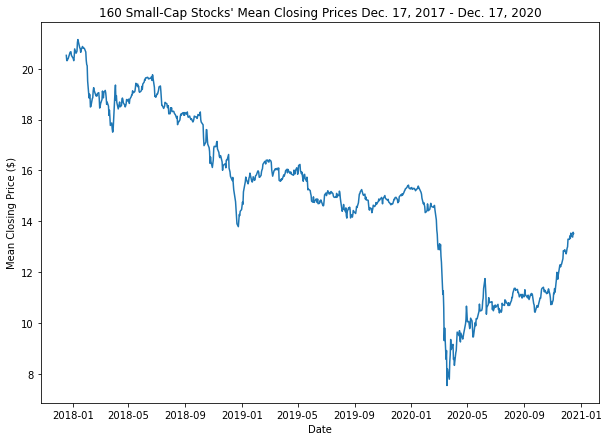 160 Small-Cap Stocks' Mean Closing Prices Dec. 17, 2017 - Dec. 17, 2020
Mean Closing Price ($)
20
18
16
14
12
10
8
2018-01 2018-05 2018-09 2019-01 2019-05 2019-09 2020-01 2020-05 2020-09 2021-01
Date